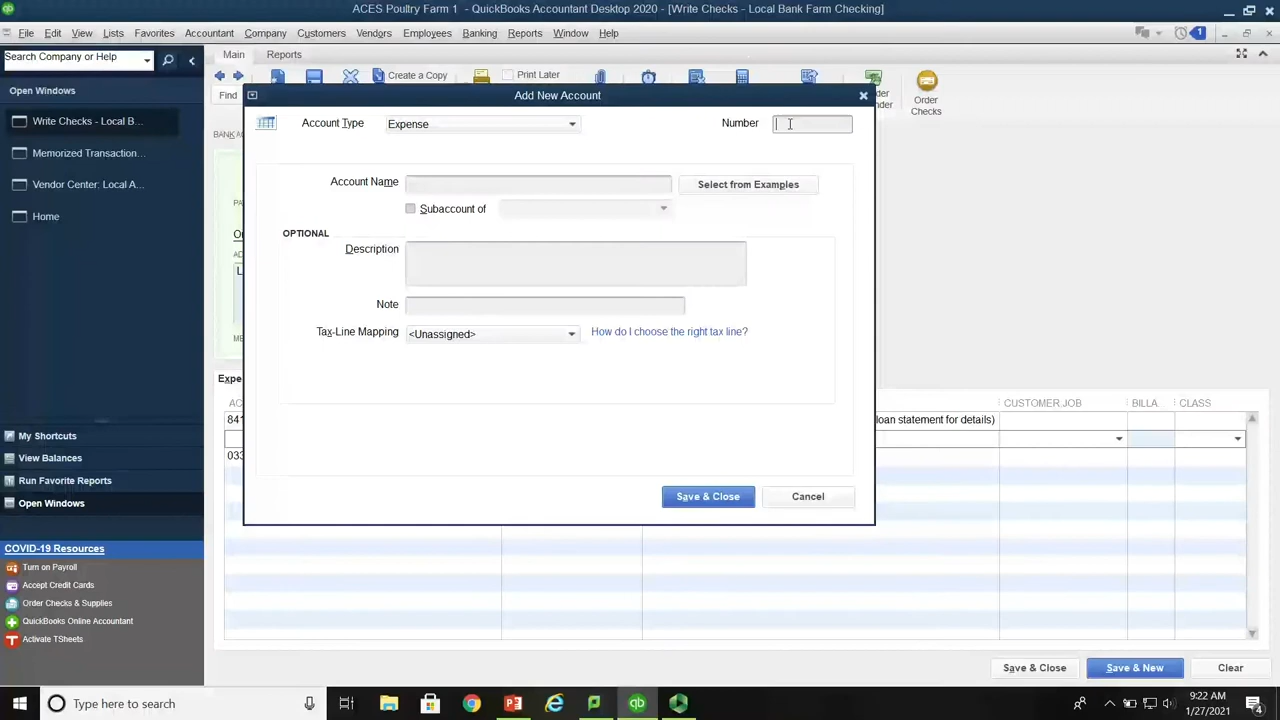 ACES Poultry Farm 1 - QuickBooks Accountant Desktop 2020 - [Write Checks - Local Bank Farm Checking]
File Edit View Lists Favorites Accountant Company Customers Vendors Employees Banking Reports Window Help
1
Search Company or Help
Main Reports
Create a Copy
Print Later
Open Windows
Find
Order Checks
Add New Account
Write Checks - Local B...
Memorized Transaction...
Vendor Center: Local A...
Home
Account Type Expense Number
Account Name Select from Examples
Subaccount of
OPTIONAL
Description
Note
Tax-Line Mapping <Unassigned> How do I choose the right tax line?
CUSTOMER:JOB BILLA CLASS
841 loan statement for details)
033
My Shortcuts
View Balances
Run Favorite Reports
Open Windows
Save & Close Cancel
COVID-19 Resources
Turn on Payroll
Accept Credit Cards
Order Checks & Supplies
QuickBooks Online Accountant
Activate TSheets
Save & Close Save & New Clear
Type here to search
9:22 AM
1/27/2021
4